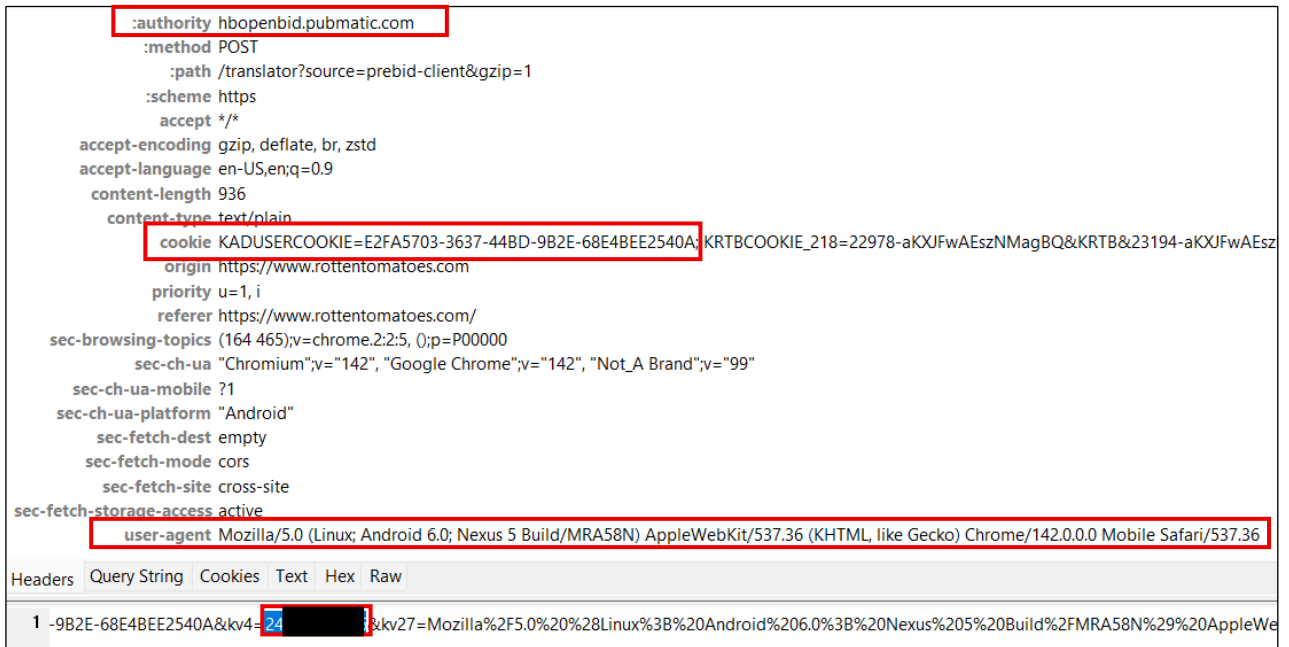 :authority hbopenbid.pubmatic.com
:method POST
:path /translator?source=prebid-client&gzip=1
:scheme https
accept */*
accept-encoding gzip, deflate, br, zstd
accept-language en-US,en;q=0.9
content-length 936
content-type text/plain
cookie KADUSERCOOKIE=E2FA5703-3637-44BD-9B2E-68E4BEE2540A; KRTBCOOKIE_218=22978-aKXJFwAEszNMagBQ&KRTB&23194-aKXJFwAEsz
origin https://www.rottentomatoes.com
priority u=1, i
referer https://www.rottentomatoes.com/
sec-browsing-topics (164 465);v=chrome.2:2:5, ();p=P00000
sec-ch-ua "Chromium";v="142", "Google Chrome";v="142", "Not_A Brand";v="99"
sec-ch-ua-mobile ?1
sec-ch-ua-platform "Android"
sec-fetch-dest empty
sec-fetch-mode cors
sec-fetch-site cross-site
sec-fetch-storage-access active
user-agent Mozilla/5.0 (Linux; Android 6.0; Nexus 5 Build/MRA58N) AppleWebKit/537.36 (KHTML, like Gecko) Chrome/142.0.0.0 Mobile Safari/537.36
Headers Query String Cookies Text Hex Raw
1 -9B2E-68E4BEE2540A&kv4=24 &kv27=Mozilla%2F5.0%20%28Linux%3B%20Android%206.0%3B%20Nexus%205%20Build%2FMRA58N%29%20AppleWe